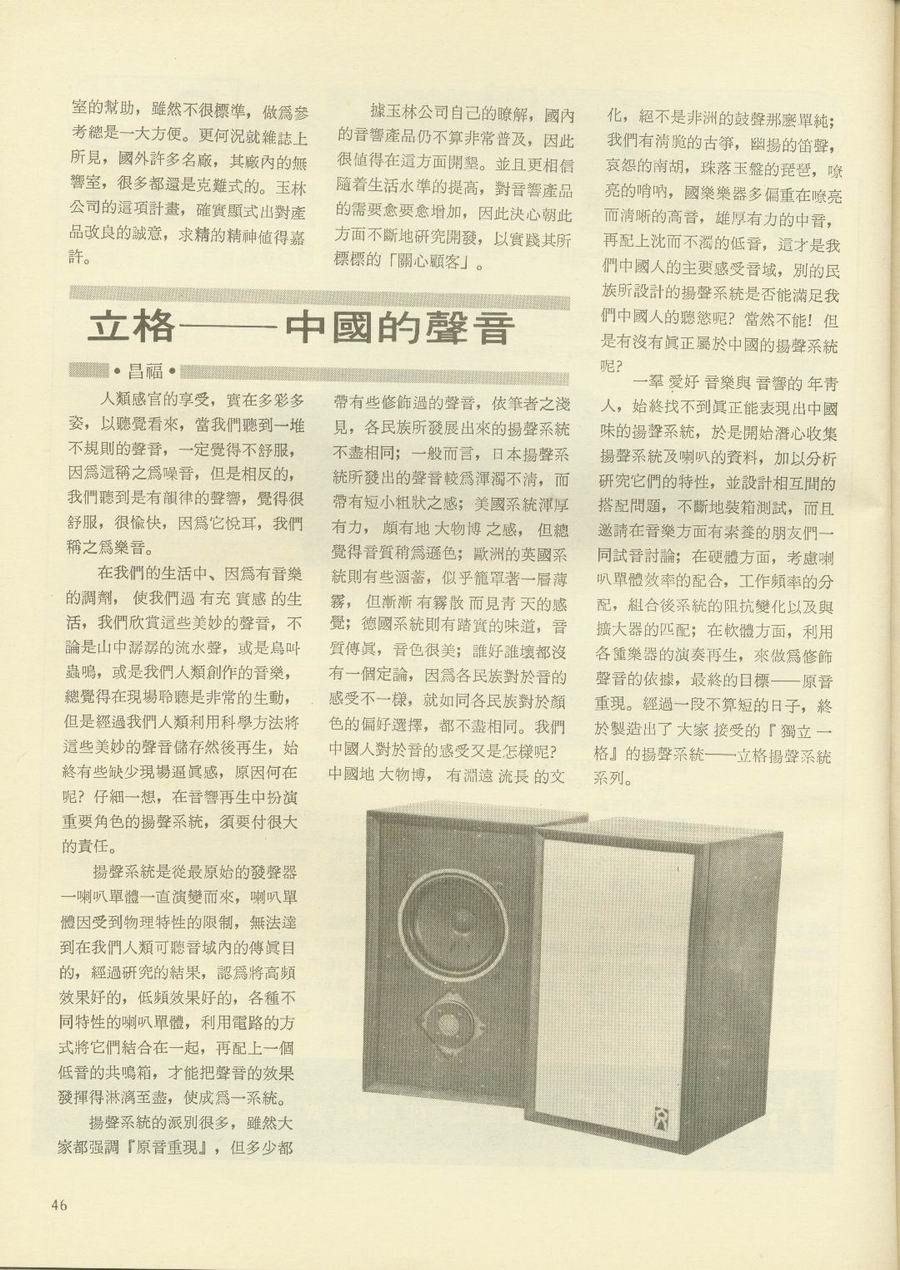 室的幫助，雖然不很標準，做爲參
考總是一大方便。更何況就雜誌上
所見，國外許多名廠，其廠內的無
響室，很多都還是克難式的。玉林
公司的這項計畫，確實顯式出對產
品改良的誠意，求精的精神值得嘉
許。
據玉林公司自己的瞭解，國內
的音響產品仍不算非常普及，因此
很值得在這方面開墾。並且更相信
隨着生活水準的提高，對音響產品
的需要愈要愈增加，因此決心朝此
方面不斷地研究開發，以實踐其所
標標的「關心顧客」。
立格——中國的聲音
•昌福•
人類感官的享受，實在多彩多
姿，以聽覺看來，當我們聽到一堆
不規則的聲音，一定覺得不舒服，
因爲這稱之爲噪音，但是相反的，
我們聽到是有韻律的聲響，覺得很
舒服，很愉快，因爲它悅耳，我們
稱之爲樂音。
在我們的生活中、因爲有音樂
的調劑， 使我們過 有充 實感 的生
活，我們欣賞這些美妙的聲音，不
論是山中潺潺的流水聲，或是鳥叫
蟲鳴，或是我們人類創作的音樂，
總覺得在現場聆聽是非常的生動，
但是經過我們人類利用科學方法將
這些美妙的聲音儲存然後再生，始
終有些缺少現場逼眞感，原因何在
呢？仔細一想，在音響再生中扮演
重要角色的揚聲系統，須要付很大
的責任。
揚聲系統是從最原始的發聲器
一喇叭單體一直演變而來，喇叭單
體因受到物理特性的限制，無法達
到在我們人類可聽音域內的傳眞目
的，經過研究的結果，認爲將高頻
效果好的，低頻效果好的，各種不
同特性的喇叭單體，利用電路的方
式將它們結合在一起，再配上一個
低音的共鳴箱，才能把聲音的效果
發揮得淋漓至盡，使成爲一系統。
揚聲系統的派別很多，雖然大
家都强調『原音重現』，但多少都
帶有些修飾過的聲音，依筆者之淺
見，各民族所發展出來的揚聲系統
不盡相同；一般而言，日本揚聲系
統所發出的聲音較爲渾濁不清，而
帶有短小粗狀之感；美國系統渾厚
有力， 頗有地 大物博 之感， 但總
覺得音質稍爲遜色；歐洲的英國系
統則有些涵蓄，似乎籠罩著一層薄
霧， 但漸漸 有霧散 而見靑 天的感
覺；德國系統則有踏實的味道，音
質傳眞，音色很美；誰好誰壞都沒
有一個定論，因爲各民族對於音的
感受不一樣，就如同各民族對於顏
色的偏好選擇，都不盡相同。我們
中國人對於音的感受又是怎樣呢？
中國地 大物博， 有淵遠 流長 的文
化，絕不是非洲的鼓聲那麼單純；
我們有淸脆的古箏，幽揚的笛聲，
哀怨的南胡，珠落玉盤的琵琶，嘹
亮的哨吶，國樂樂器多偏重在嘹亮
而淸晰的高音，雄厚有力的中音，
再配上沈而不濁的低音，這才是我
們中國人的主要感受音域，別的民
族所設計的揚聲系統是否能滿足我
們中國人的聽慾呢？當然不能！但
是有沒有眞正屬於中國的揚聲系統
呢？
一羣 愛好 音樂與 音響的 年靑
人，始終找不到眞正能表現出中國
味的揚聲系統，於是開始潛心收集
揚聲系統及喇叭的資料，加以分析
硏究它們的特性，並設計相互間的
搭配問題，不斷地裝箱測試，而且
邀請在音樂方面有素養的朋友們一
同試音討論；在硬體方面，考慮喇
叭單體效率的配合，工作頻率的分
配，組合後系統的阻抗變化以及與
擴大器的匹配；在軟體方面，利用
各種樂器的演奏再生，來做爲修飾
聲音的依據，最終的目標——原音
重現。經過一段不算短的日子，終
於製造出了 大家 接受的『 獨立 一
格』的揚聲系統——立格揚聲系統
系列。
46